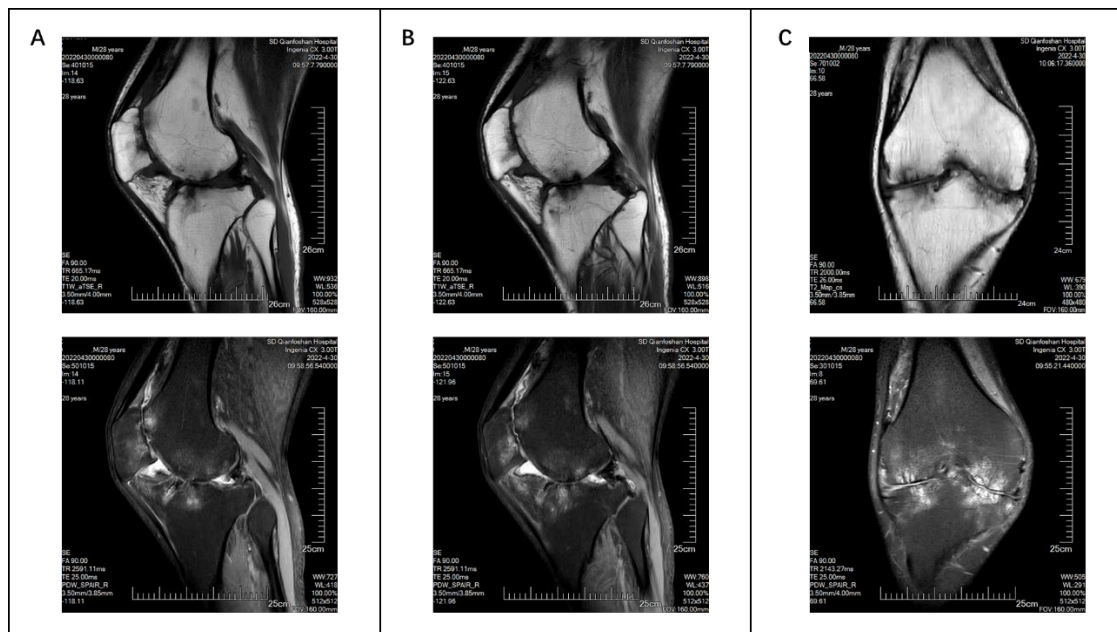 A
M/28 years
20220430000080
Se:401015
Im:14
-118.63
28 years
SD Qianfoshan Hospital
Ingenia CX 3.00T
2022-4-30
09:57:7.790000
26cm
SE
FA 90.00
TR 665.17ms
TE 20.00ms
T1W_aTSE_R
3.50mm/4.00mm
-118.63
WW:932
WL:536
100.00%
528x528
FOV:160.00mm
26cm
B
M/28 years
20220430000080
Se:401015
Im:15
-122.63
28 years
SD Qianfoshan Hospital
Ingenia CX 3.00T
2022-4-30
09:57:7.790000
26cm
SE
FA 90.00
TR 665.17ms
TE 20.00ms
T1W_aTSE_R
3.50mm/4.00mm
-122.63
WW:898
WL:516
100.00%
528x528
FOV:160.00mm
26cm
C
M/28 years
20220430000080
Se:701002
Im:10
66.58
28 years
SD Qianfoshan Hospital
Ingenia CX 3.00T
2022-4-30
10:06:17.360000
24cm
SE
FA 90.00
TR 2000.00ms
TE 26.00ms
T2_Map_cs
3.50mm/3.85mm
66.58
WW:679
WL:390
100.00%
480x480
FOV:160.00mm
24cm
M/28 years
20220430000080
Se:501015
Im:14
-118.11
28 years
SD Qianfoshan Hospital
Ingenia CX 3.00T
2022-4-30
09:58:56.540000
25cm
SE
FA 90.00
TR 2591.11ms
TE 25.00ms
PDW_SPAIR_R
3.50mm/3.85mm
-118.11
WW:727
WL:418
100.00%
512x512
FOV:160.00mm
25cm
M/28 years
20220430000080
Se:501015
Im:15
-121.96
28 years
SD Qianfoshan Hospital
Ingenia CX 3.00T
2022-4-30
09:58:56.540000
25cm
SE
FA 90.00
TR 2591.11ms
TE 25.00ms
PDW_SPAIR_R
3.50mm/3.85mm
-121.96
WW:760
WL:437
100.00%
512x512
FOV:160.00mm
25cm
M/28 years
20220430000080
Se:301015
Im:8
69.61
28 years
SD Qianfoshan Hospital
Ingenia CX 3.00T
2022-4-30
09:55:21.440000
25cm
SE
FA 90.00
TR 2143.27ms
TE 25.00ms
PDW_SPAIR_R
3.50mm/3.85mm
69.61
WW:505
WL:291
100.00%
512x512
FOV:160.00mm
25cm